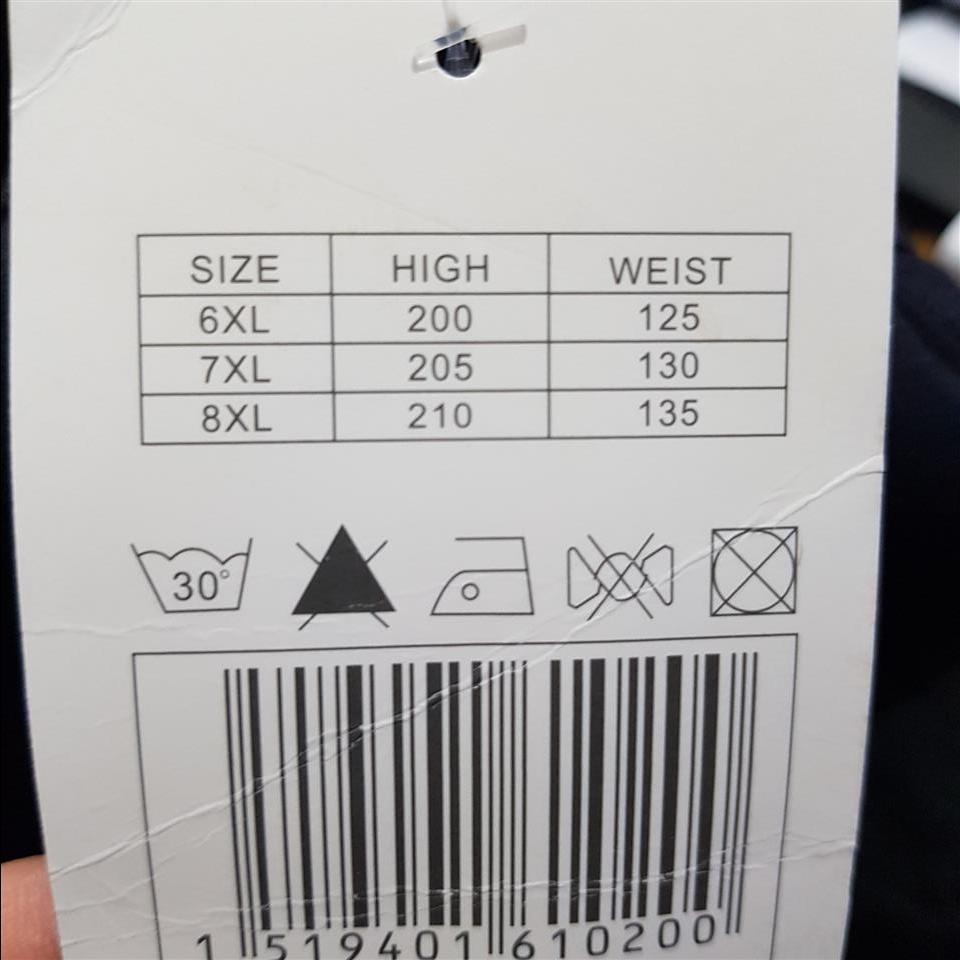 SIZE HIGH WEIST
6XL 200 125
7XL 205 130
8XL 210 135
30°
1 519401 610200